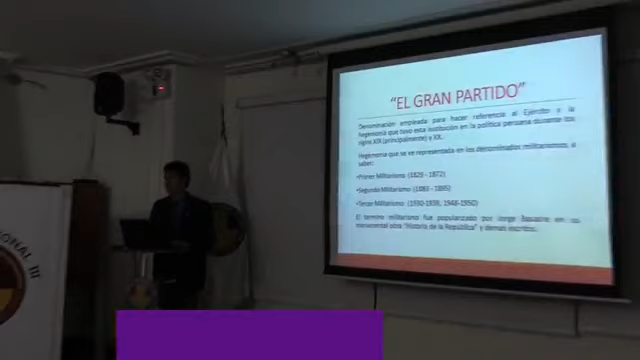 "EL GRAN PARTIDO"
Denominación empleada para hacer referencia al Ejército y la
hegemonía que tuvo esta institución en la política peruana durante los
siglos XIX (principalmente) y XX.
Hegemonía que se ve representada en los denominados militarismos, a
saber:
•Primer Militarismo (1829 - 1872)
•Segundo Militarismo (1883 - 1895)
•Tercer Militarismo (1930-1939, 1948-1950)
El término militarismo fue popularizado por Jorge Basadre en su
monumental obra "Historia de la República" y demás escritos.
IONAL III